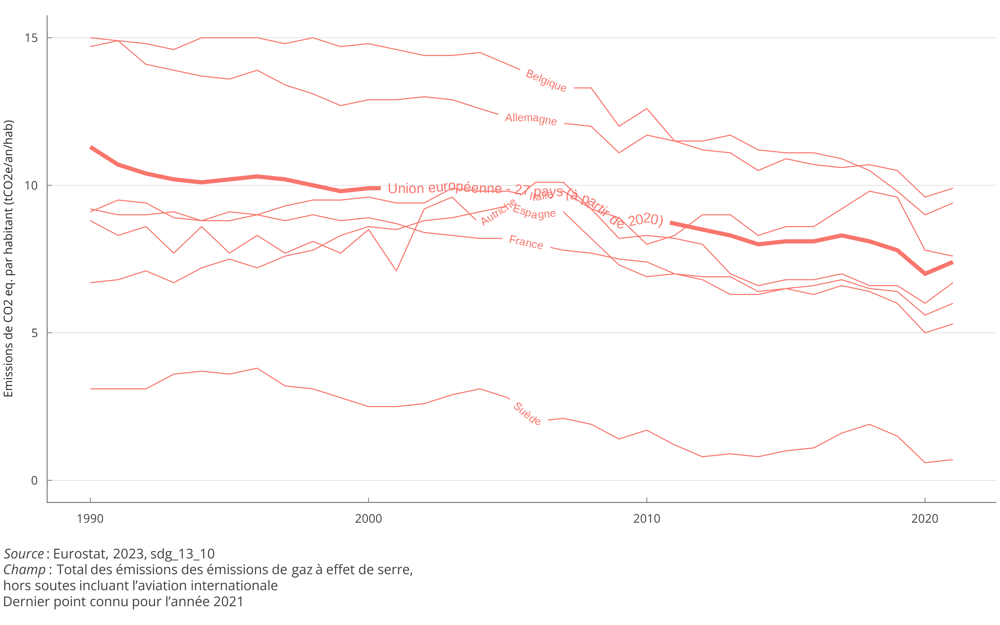 15
10
5
0
Emissions de CO2 eq. par habitant (tCO2e/an/hab)
Belgique
Allemagne
Union européenne - 27 pays (à partir de 2020)
Italie
Autriche
Espagne
France
Suède
1990
2000
2010
2020
Source : Eurostat, 2023, sdg_13_10
Champ : Total des émissions des émissions de gaz à effet de serre,
hors soutes incluant l’aviation internationale
Dernier point connu pour l’année 2021